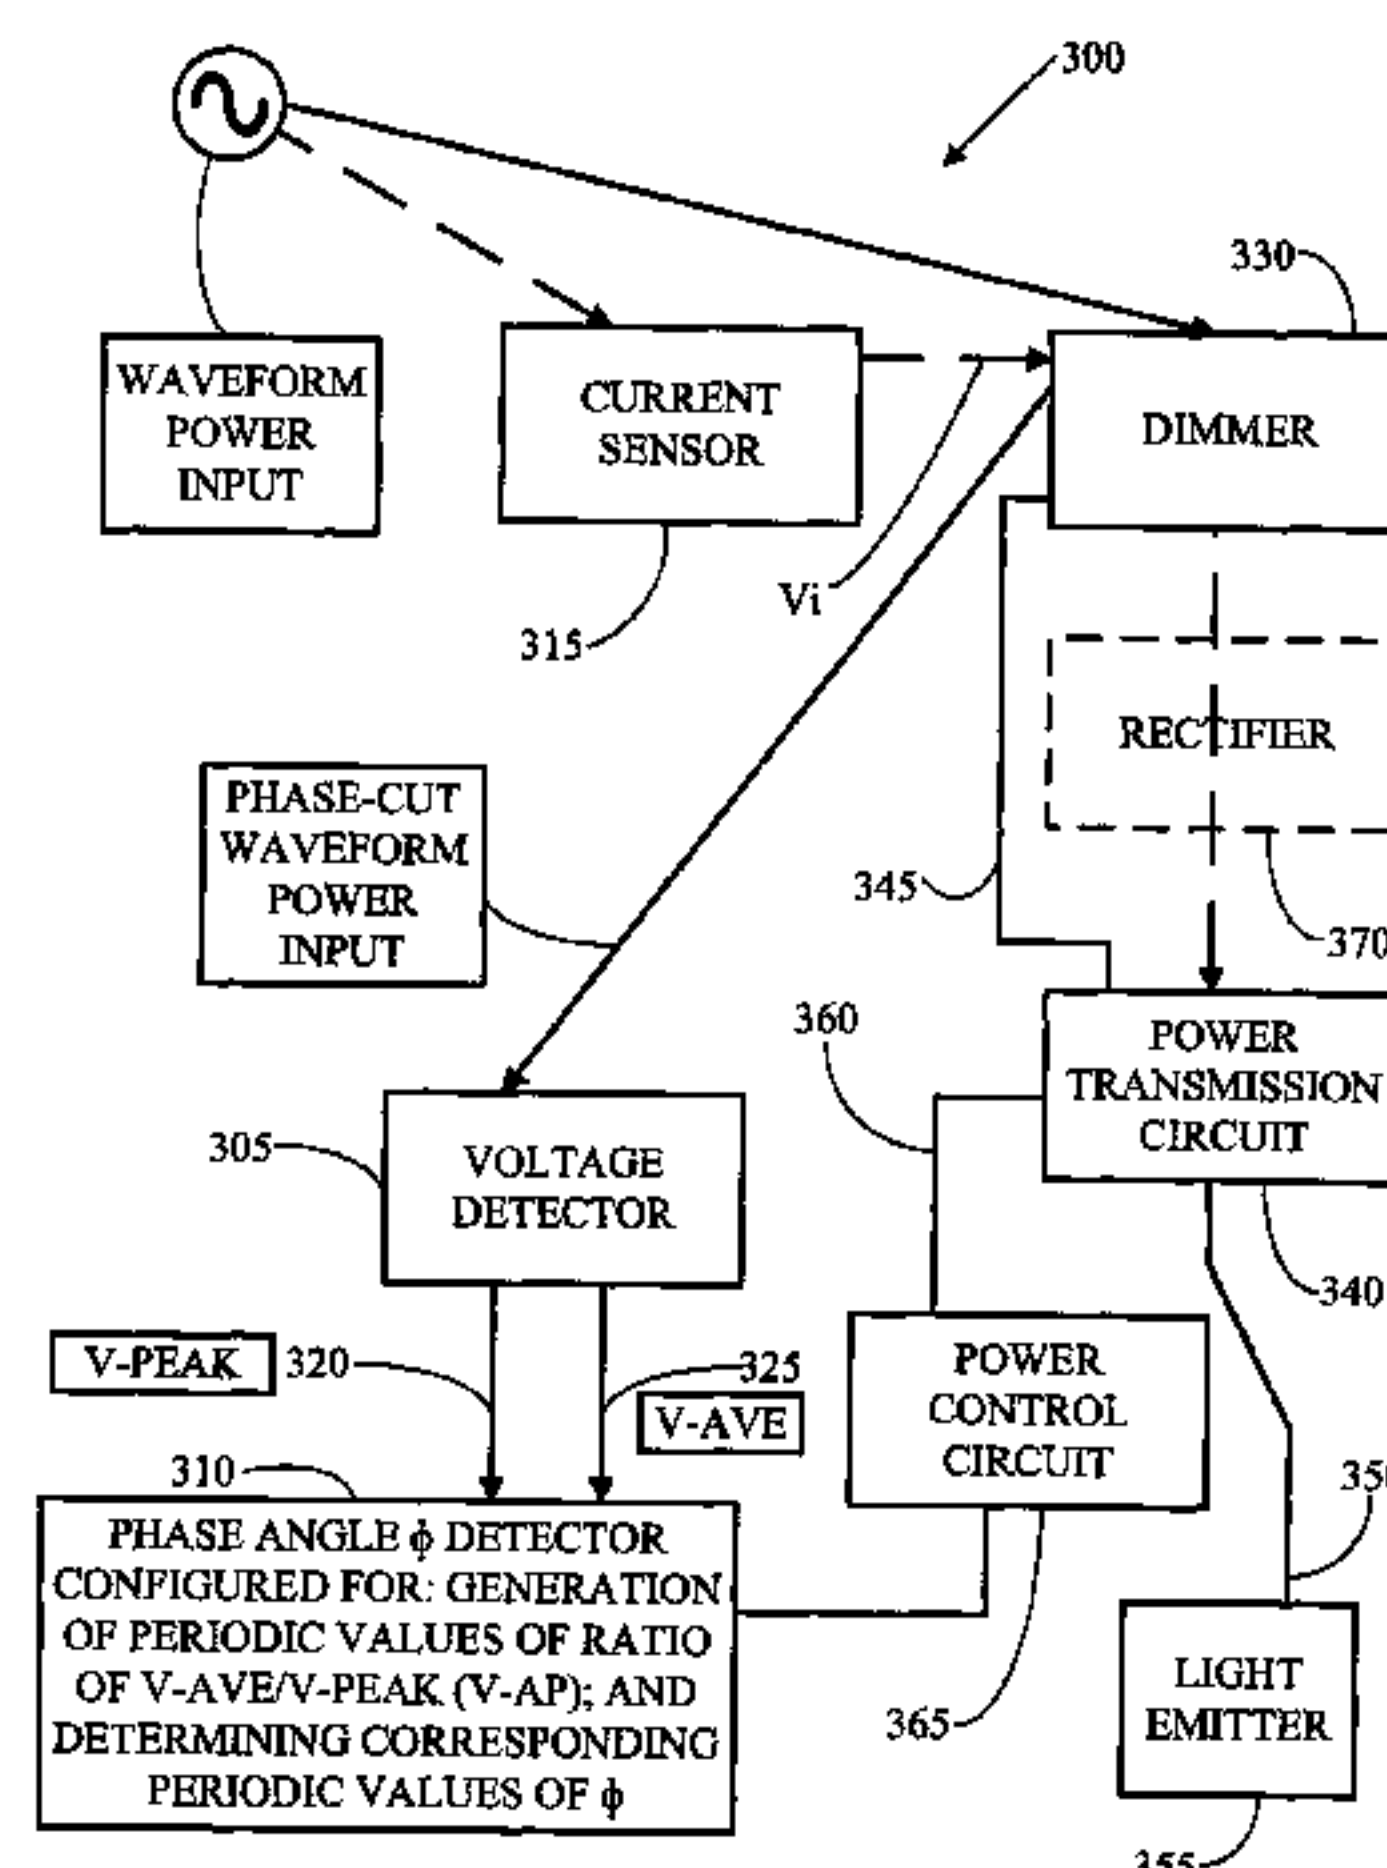 300
330
WAVEFORM
POWER
INPUT
CURRENT
SENSOR
DIMMER
Vi
315
RECTIFIER
PHASE-CUT
WAVEFORM
POWER
INPUT
345
370
360
POWER
TRANSMISSION
CIRCUIT
305
VOLTAGE
DETECTOR
340
V-PEAK
320
325
V-AVE
POWER
CONTROL
CIRCUIT
310
PHASE ANGLE ϕ DETECTOR
CONFIGURED FOR: GENERATION
OF PERIODIC VALUES OF RATIO
OF V-AVE/V-PEAK (V-AP); AND
DETERMINING CORRESPONDING
PERIODIC VALUES OF ϕ
365
LIGHT
EMITTER
355